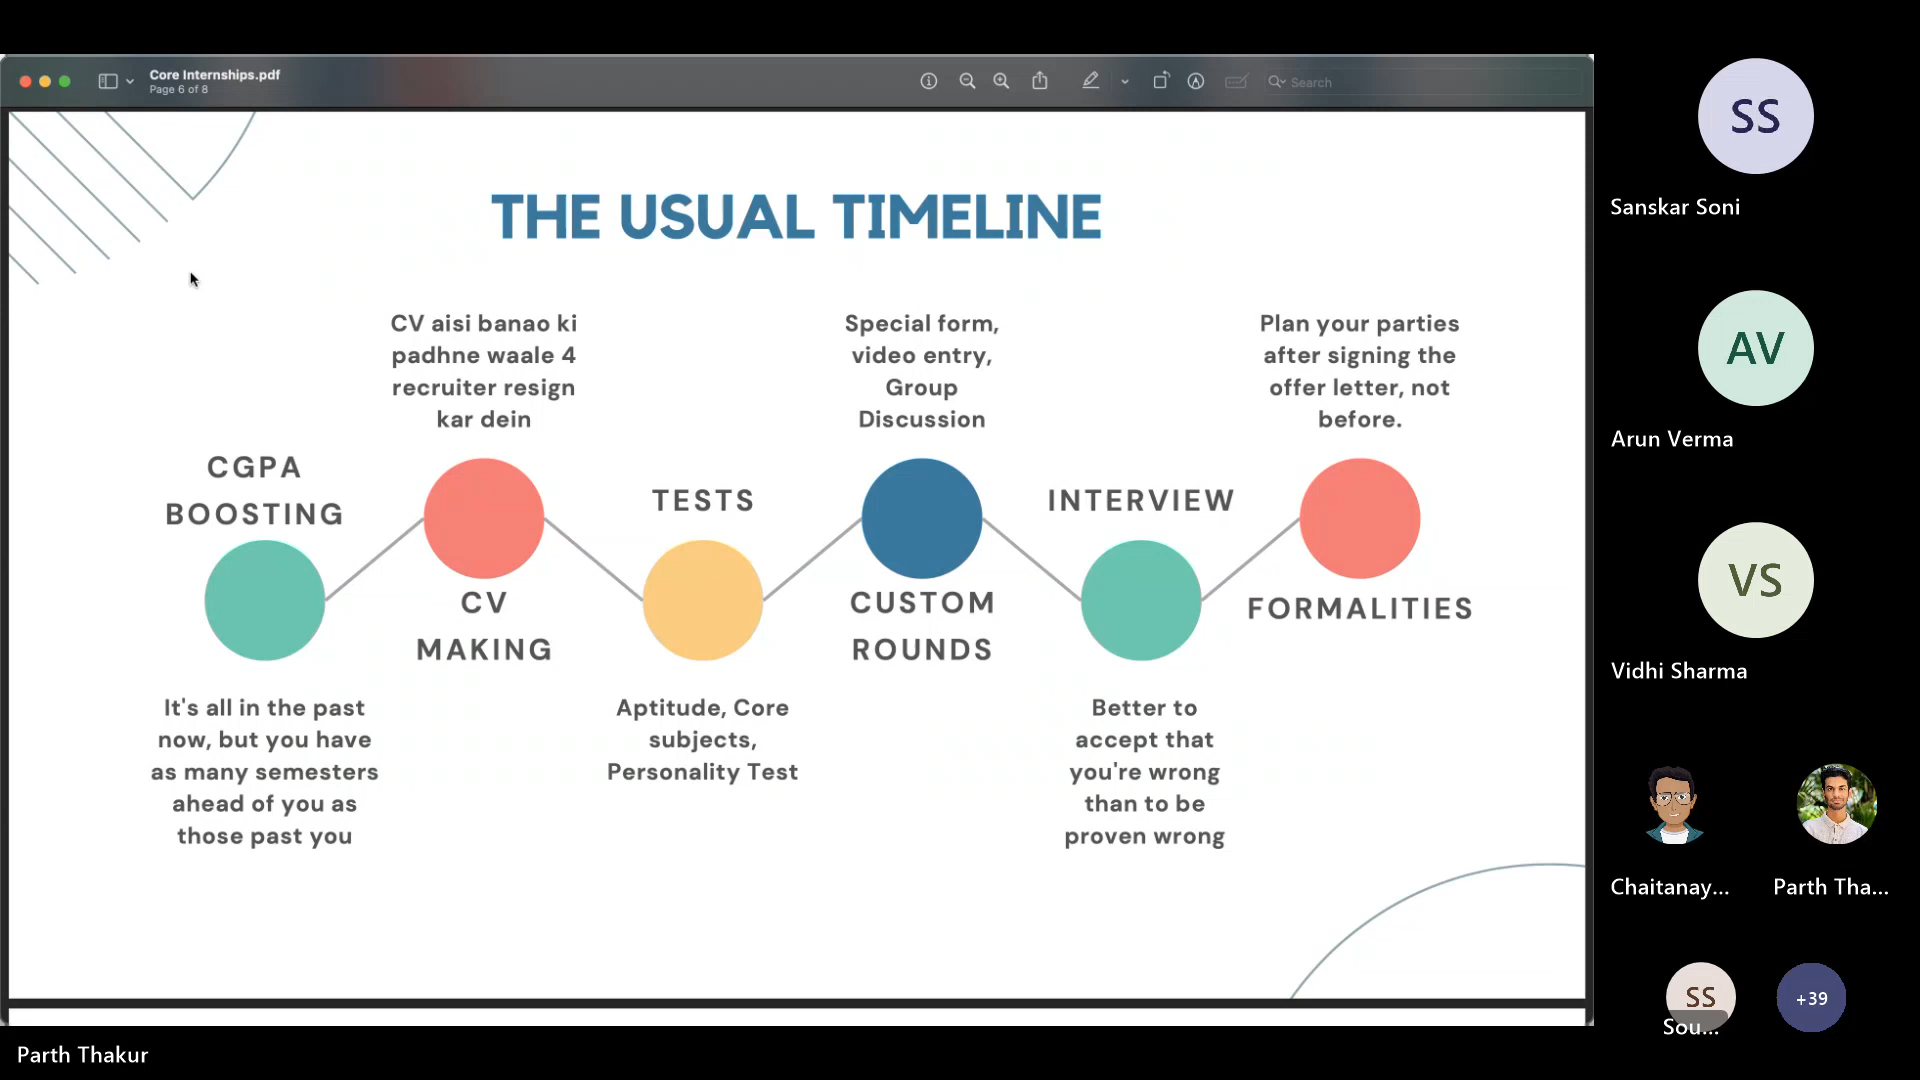 Core Internships.pdf
Page 6 of 8
Search
THE USUAL TIMELINE
CV aisi banao ki
padhne waale 4
recruiter resign
kar dein
Special form,
video entry,
Group
Discussion
Plan your parties
after signing the
offer letter, not
before.
CGPA
BOOSTING
TESTS
INTERVIEW
CV
MAKING
CUSTOM
ROUNDS
FORMALITIES
It's all in the past
now, but you have
as many semesters
ahead of you as
those past you
Aptitude, Core
subjects,
Personality Test
Better to
accept that
you're wrong
than to be
proven wrong
SS
Sanskar Soni
AV
Arun Verma
VS
Vidhi Sharma
Chaitanay...
Parth Tha...
SS
Sou...
+39
Parth Thakur